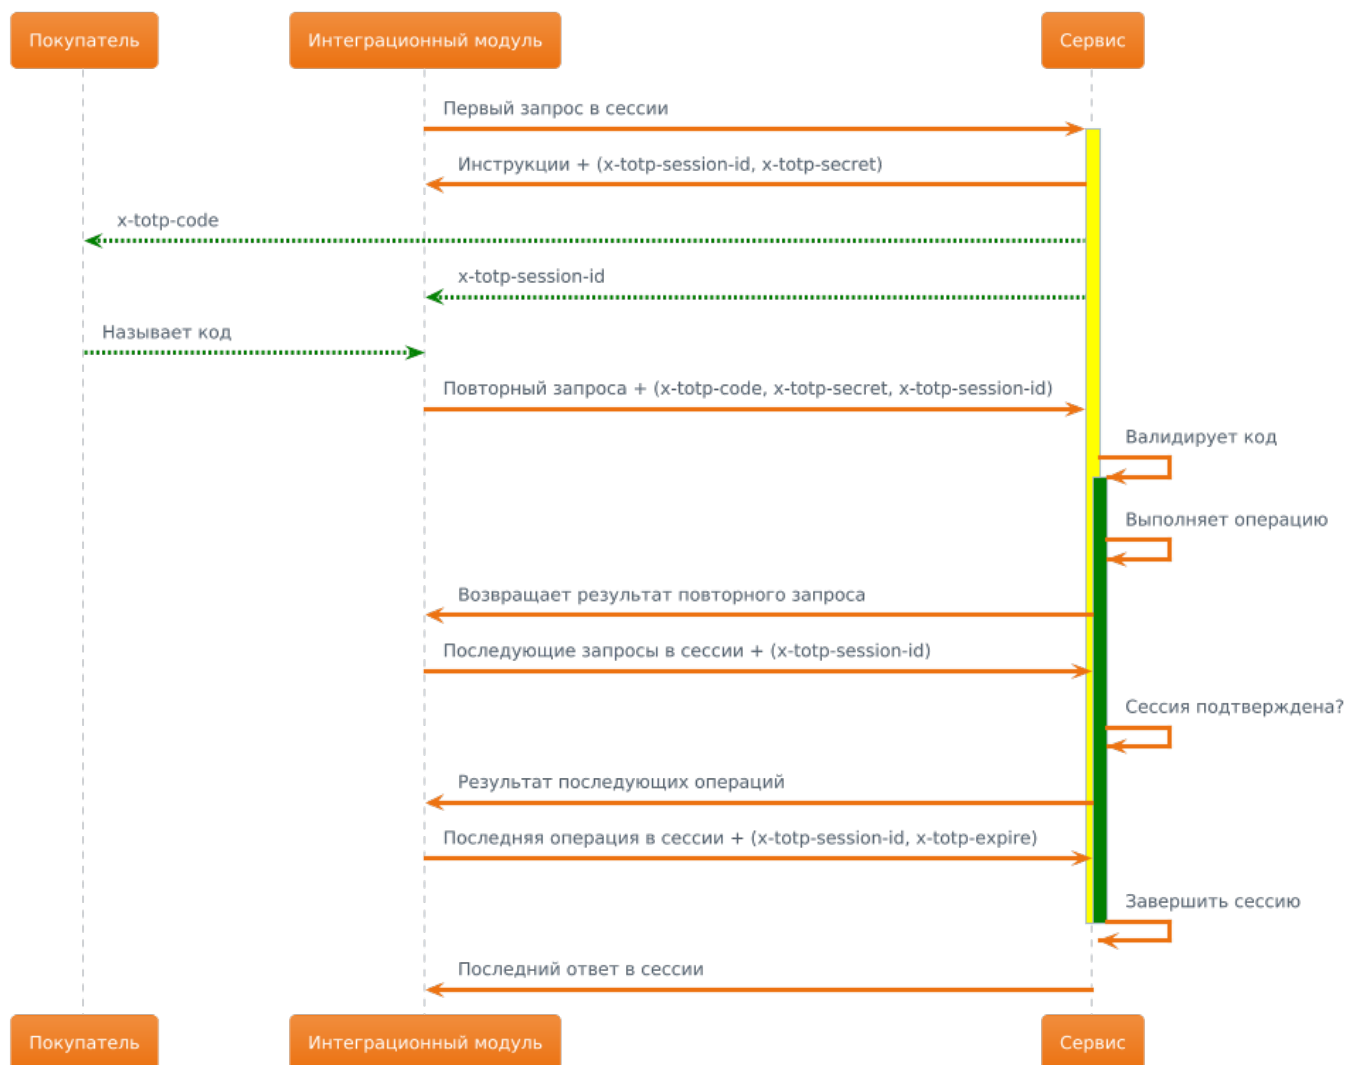 Покупатель
Интеграционный модуль
Сервис
Первый запрос в сессии
Инструкции + (x-totp-session-id, x-totp-secret)
x-totp-code
x-totp-session-id
Называет код
Повторный запроса + (x-totp-code, x-totp-secret, x-totp-session-id)
Валидирует код
Выполняет операцию
Возвращает результат повторного запроса
Последующие запросы в сессии + (x-totp-session-id)
Сессия подтверждена?
Результат последующих операций
Последняя операция в сессии + (x-totp-session-id, x-totp-expire)
Завершить сессию
Последний ответ в сессии
Покупатель
Интеграционный модуль
Сервис